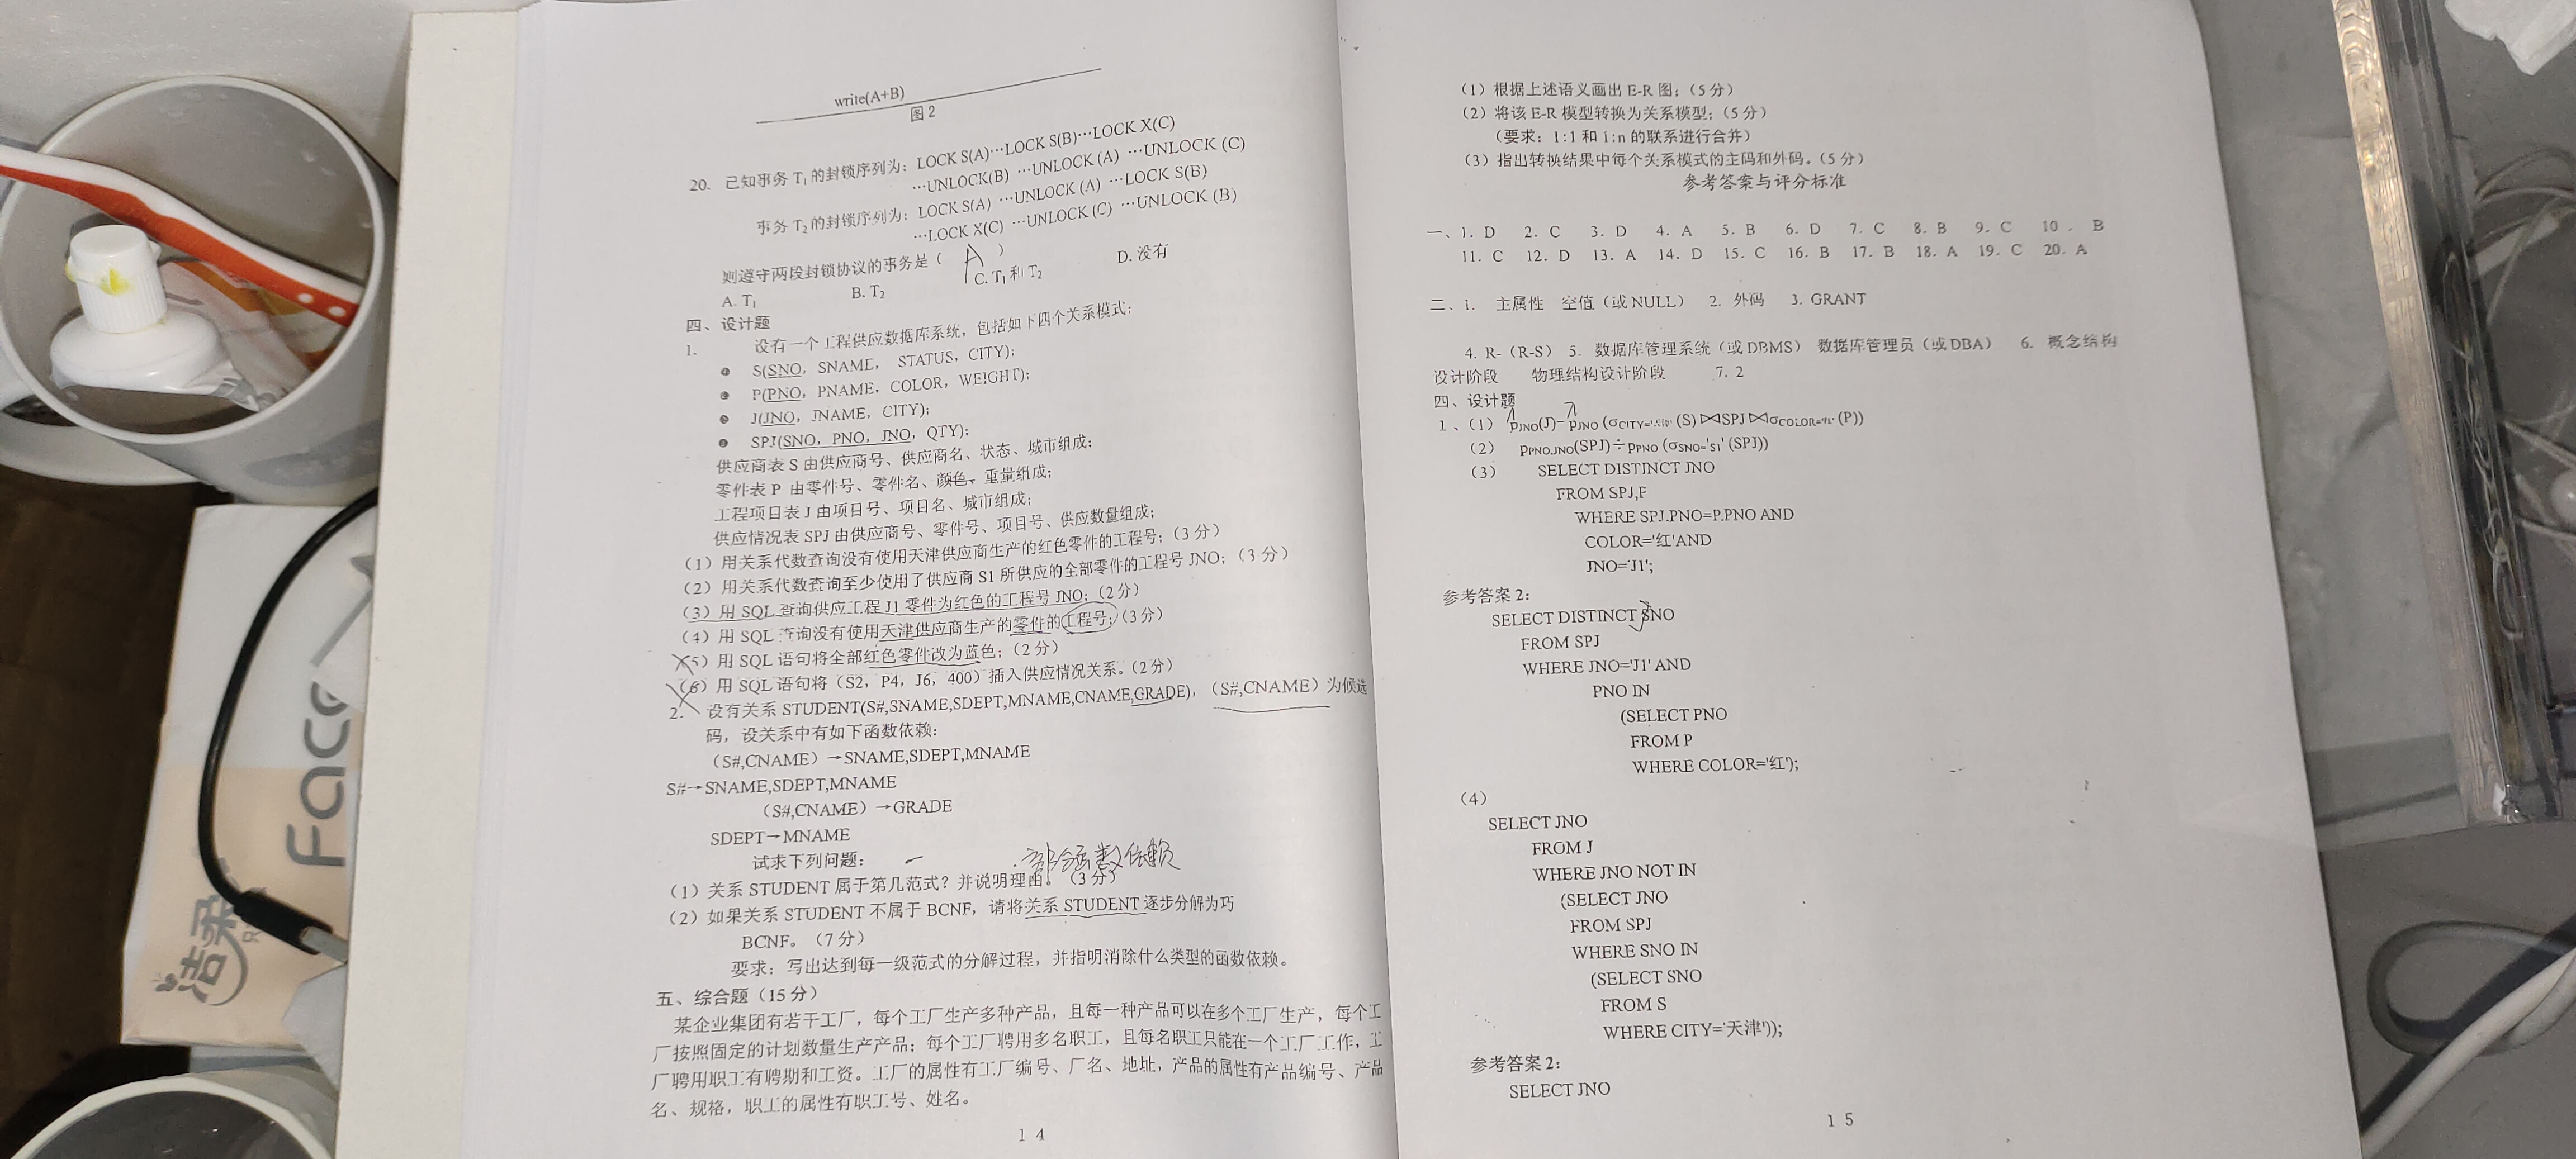 write(A+B)
图 2
20. 已知事务 T₁ 的封锁序列为：LOCK S(A)…LOCK S(B)…LOCK X(C)
…UNLOCK(B) …UNLOCK (A) …UNLOCK (C)
事务 T₂ 的封锁序列为：LOCK S(A) …UNLOCK (A) …LOCK S(B)
…LOCK X(C) …UNLOCK (C) …UNLOCK (B)
则遵守两段封锁协议的事务是（ A ）
A. T₁ B. T₂ C. T₁ 和 T₂ D. 没有
四、设计题
1. 设有一个工程供应数据库系统，包括如下四个关系模式：
● S(SNO， SNAME， STATUS，CITY);
● P(PNO，PNAME，COLOR，WEIGHT);
● J(JNO，JNAME，CITY);
● SPJ(SNO，PNO，JNO，QTY);
供应商表 S 由供应商号、供应商名、状态、城市组成；
零件表 P 由零件号、零件名、颜色、重量组成；
工程项目表 J 由项目号、项目名、城市组成；
供应情况表 SPJ 由供应商号、零件号、项目号、供应数量组成；
（1）用关系代数查询没有使用天津供应商生产的红色零件的工程号；（3 分）
（2）用关系代数查询至少使用了供应商 S1 所供应的全部零件的工程号 JNO；（3 分）
（3）用 SQL 查询供应工程 J1 零件为红色的工程号 JNO；（2 分）
（4）用 SQL 查询没有使用天津供应商生产的零件的工程号；（3 分）
（5）用 SQL 语句将全部红色零件改为蓝色；（2 分）
（6）用 SQL 语句将（S2，P4，J6，400）插入供应情况关系。（2 分）
2. 设有关系 STUDENT(S#,SNAME,SDEPT,MNAME,CNAME,GRADE)，（S#,CNAME）为候选
码，设关系中有如下函数依赖：
（S#,CNAME）→SNAME,SDEPT,MNAME
S#→SNAME,SDEPT,MNAME
（S#,CNAME）→GRADE
SDEPT→MNAME
试求下列问题： 一 部分函数依赖
（1）关系 STUDENT 属于第几范式？并说明理由。（3 分）
（2）如果关系 STUDENT 不属于 BCNF，请将关系 STUDENT 逐步分解为巧
BCNF。（7 分）
要求：写出达到每一级范式的分解过程，并指明消除什么类型的函数依赖。
五、综合题（15 分）
某企业集团有若干工厂，每个工厂生产多种产品，且每一种产品可以在多个工厂生产，每个工
厂按照固定的计划数量生产产品；每个工厂聘用多名职工，且每名职工只能在一个工厂工作，工
厂聘用职工有聘期和工资。工厂的属性有工厂编号、厂名、地址，产品的属性有产品编号、产品
名、规格，职工的属性有职工号、姓名。
1 4
（1）根据上述语义画出 E-R 图；（5 分）
（2）将该 E-R 模型转换为关系模型；（5 分）
（要求：1:1 和 1:n 的联系进行合并）
（3）指出转换结果中每个关系模式的主码和外码。（5 分）
参考答案与评分标准
一、1. D 2. C 3. D 4. A 5. B 6. D 7. C 8. B 9. C 10. B
11. C 12. D 13. A 14. D 15. C 16. B 17. B 18. A 19. C 20. A
二、1. 主属性 空值（或 NULL） 2. 外码 3. GRANT
4. R-（R-S） 5. 数据库管理系统（或 DBMS） 数据库管理员（或 DBA） 6. 概念结构
设计阶段 物理结构设计阶段 7. 2
四、设计题
1、（1） pJNO(J)- pJNO (σCITY='天津' (S) ⋈SPJ ⋈σCOLOR='红' (P))
（2） pPNO,JNO(SPJ) ÷ pPNO (σSNO='S1' (SPJ))
（3） SELECT DISTINCT JNO
FROM SPJ,P
WHERE SPJ.PNO=P.PNO AND
COLOR='红'AND
JNO='J1';
参考答案 2：
SELECT DISTINCT SNO
FROM SPJ
WHERE JNO='J1' AND
PNO IN
(SELECT PNO
FROM P
WHERE COLOR='红');
（4）
SELECT JNO
FROM J
WHERE JNO NOT IN
(SELECT JNO
FROM SPJ
WHERE SNO IN
(SELECT SNO
FROM S
WHERE CITY='天津'));
参考答案 2：
SELECT JNO
1 5
Face
洁柔